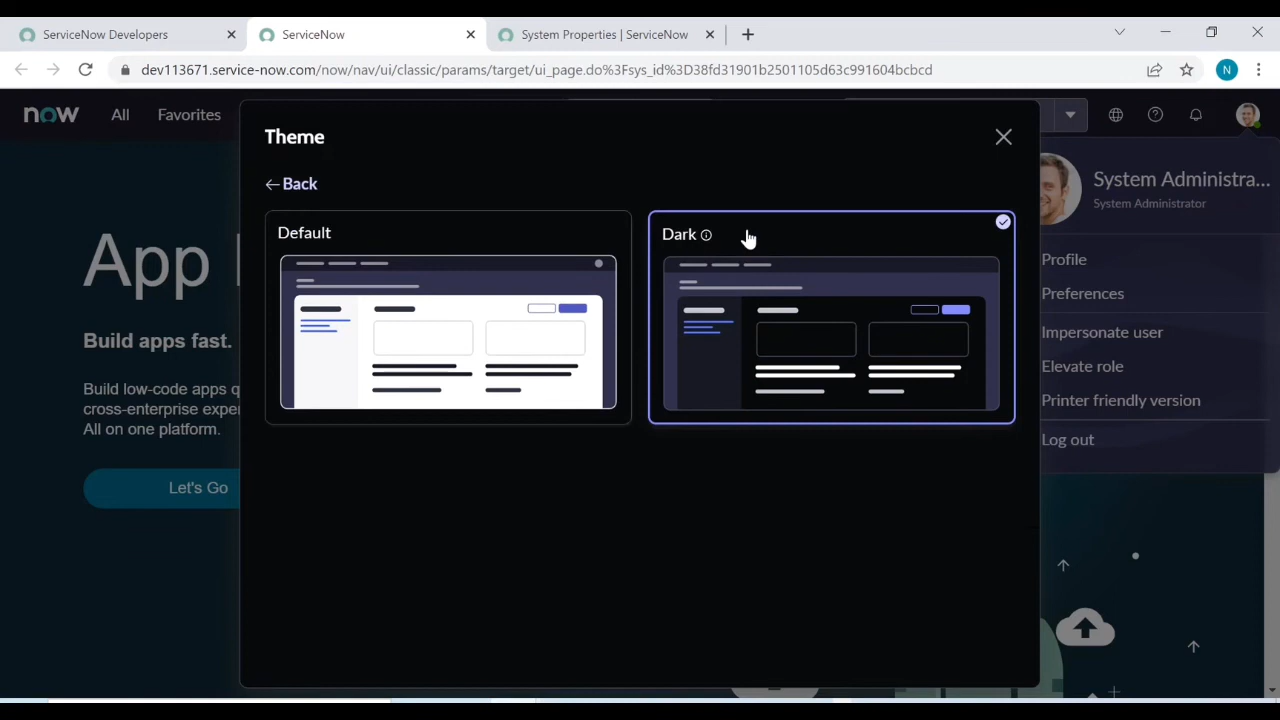 ServiceNow Developers
ServiceNow
System Properties | ServiceNow
dev113671.service-now.com/now/nav/ui/classic/params/target/ui_page.do%3Fsys_id%3D38fd31901b2501105d63c991604bcbcd
N
now
All
Favorites
Theme
Back
Default
Dark
System Administra...
System Administrator
Profile
Preferences
Impersonate user
Elevate role
Printer friendly version
Log out
App
Build apps fast.
Build low-code apps q
cross-enterprise expe
All on one platform.
Let's Go